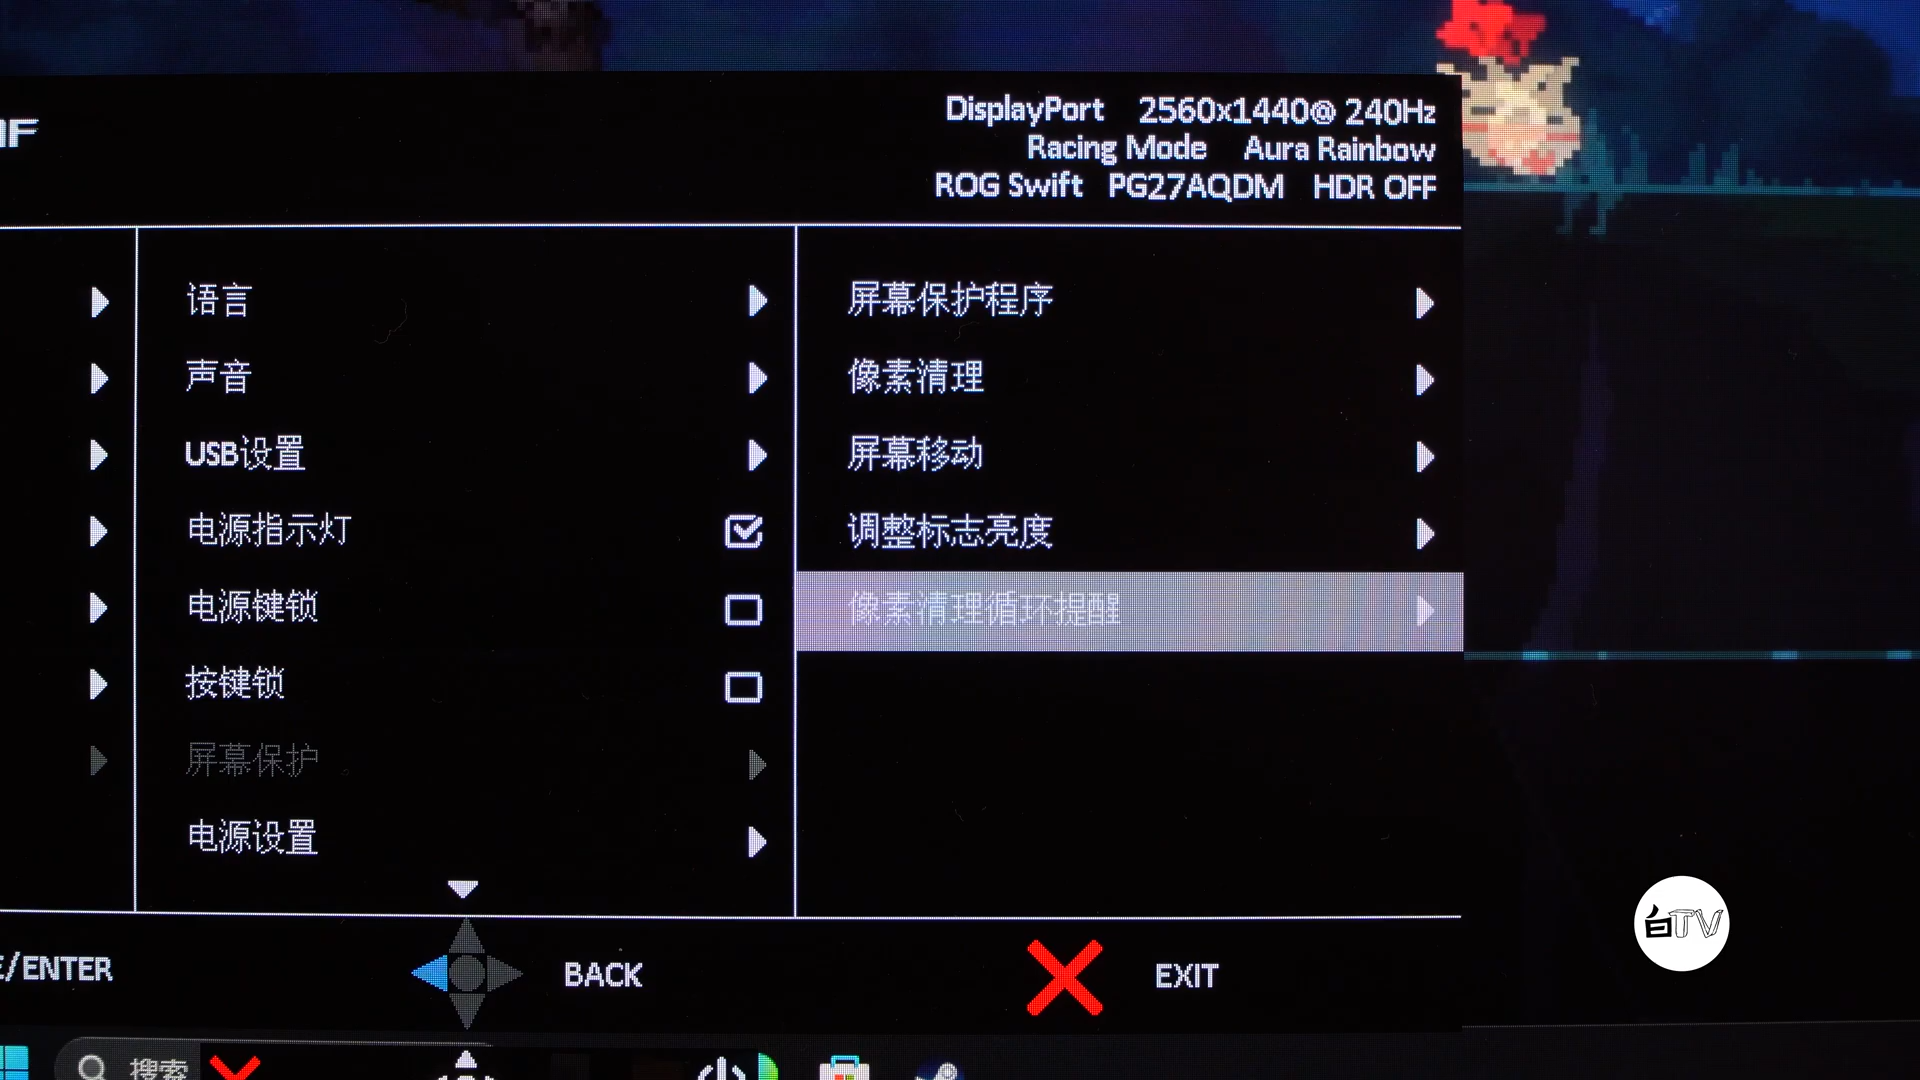 DisplayPort 2560x1440@ 240Hz
Racing Mode Aura Rainbow
ROG Swift PG27AQDM HDR OFF
语言
声音
USB设置
电源指示灯
电源键锁
按键锁
屏幕保护
电源设置
屏幕保护程序
像素清理
屏幕移动
调整标志亮度
像素清理循环提醒
/ENTER
BACK
EXIT
白TV
搜索